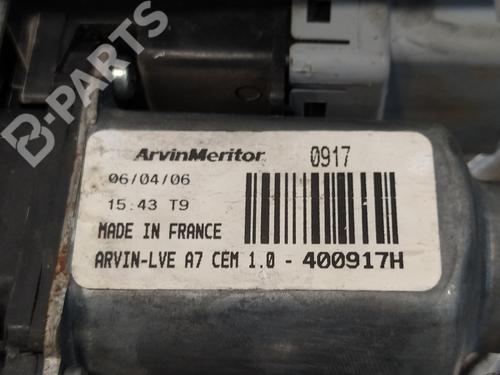 B-PARTS
ArvinMeritor 0917
06/04/06
15.43 T9
MADE IN FRANCE
ARVIN-LVE A7 CEM 1.0 - 400917H